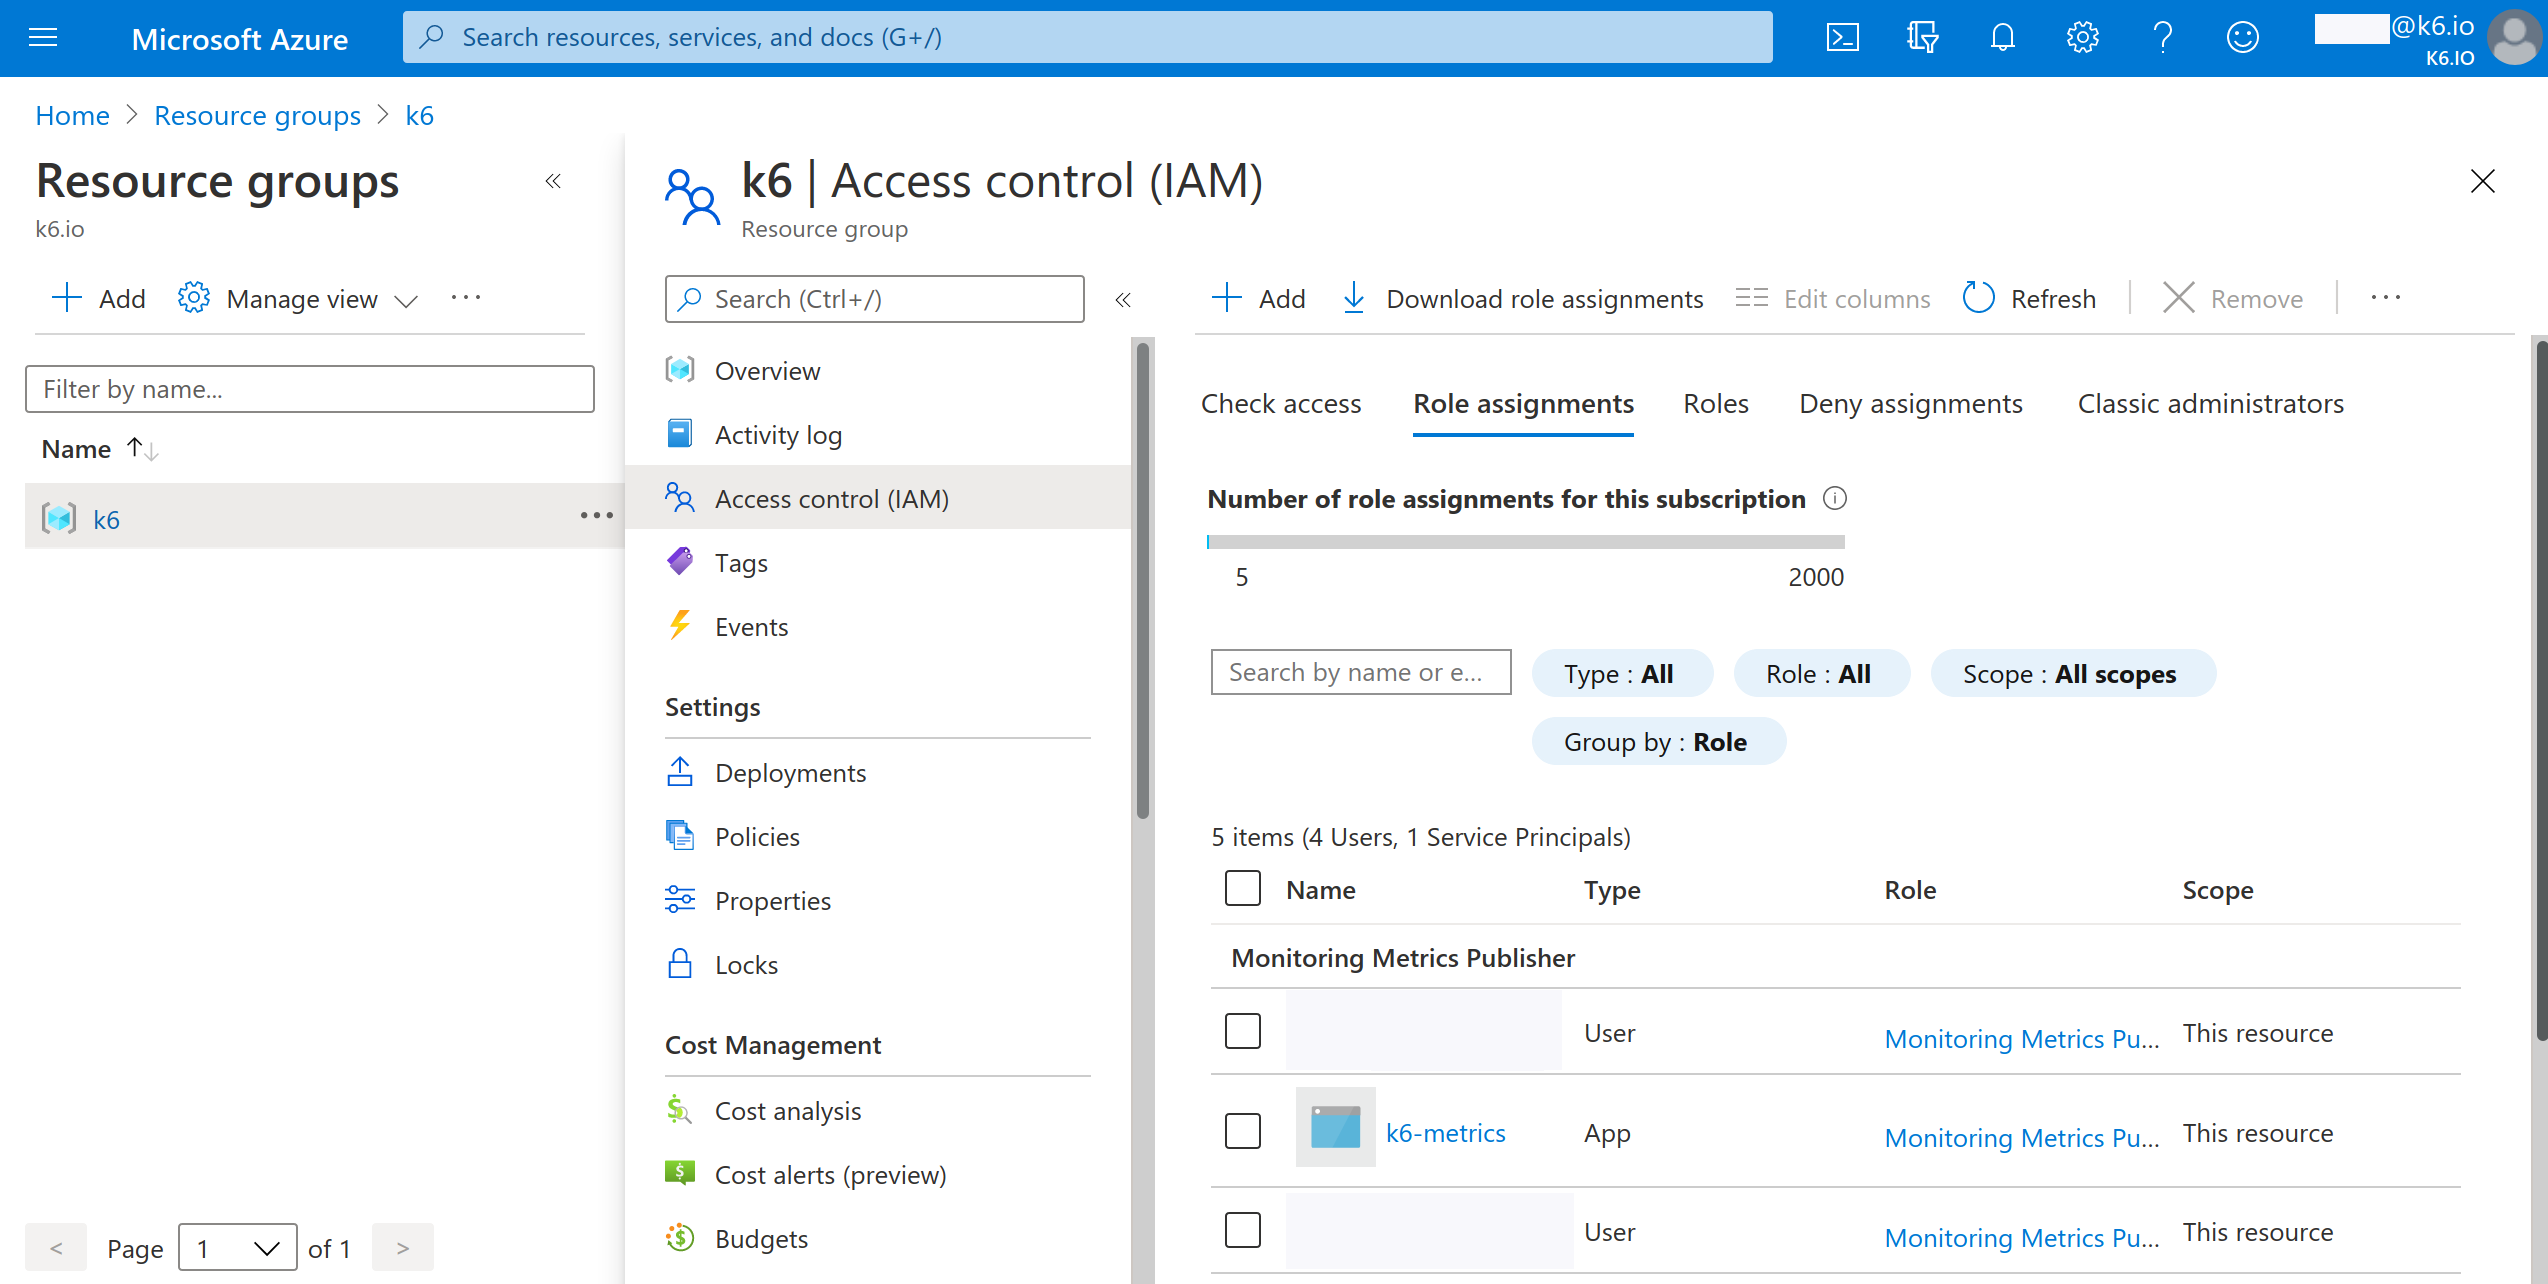 Microsoft Azure
Search resources, services, and docs (G+/)
@k6.io
K6.IO
Home > Resource groups > k6
Resource groups
k6.io
Add
Manage view
Filter by name...
Name
k6
< Page 1 of 1 >
k6 | Access control (IAM)
Resource group
Search (Ctrl+/)
Overview
Activity log
Access control (IAM)
Tags
Events
Settings
Deployments
Policies
Properties
Locks
Cost Management
Cost analysis
Cost alerts (preview)
Budgets
Add
Download role assignments
Edit columns
Refresh
Remove
Check access
Role assignments
Roles
Deny assignments
Classic administrators
Number of role assignments for this subscription
5 2000
Search by name or e...
Type : All
Role : All
Scope : All scopes
Group by : Role
5 items (4 Users, 1 Service Principals)
Name Type Role Scope
Monitoring Metrics Publisher
User Monitoring Metrics Pu... This resource
k6-metrics App Monitoring Metrics Pu... This resource
User Monitoring Metrics Pu... This resource